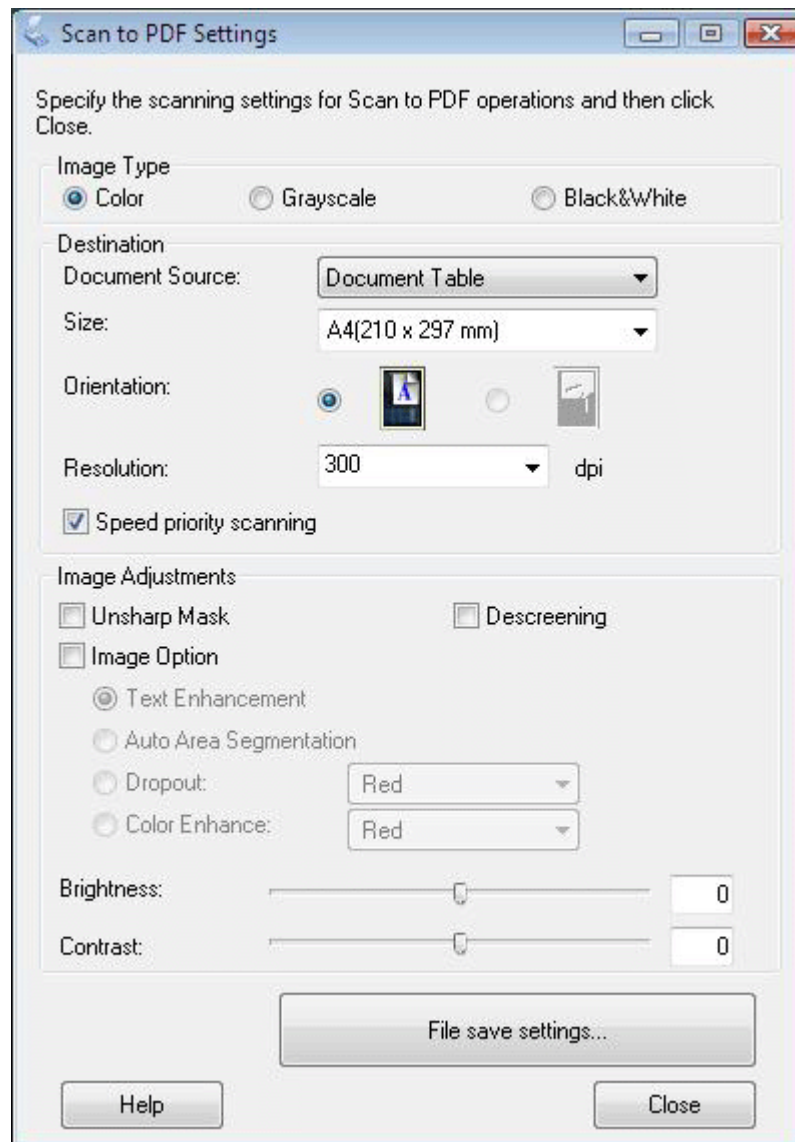 Scan to PDF Settings
Specify the scanning settings for Scan to PDF operations and then click
Close.
Image Type
Color Grayscale Black&White
Destination
Document Source: Document Table
Size: A4(210 x 297 mm)
Orientation: A
Resolution: 300 dpi
Speed priority scanning
Image Adjustments
Unsharp Mask Descreening
Image Option
Text Enhancement
Auto Area Segmentation
Dropout: Red
Color Enhance: Red
Brightness: 0
Contrast: 0
File save settings...
Help Close